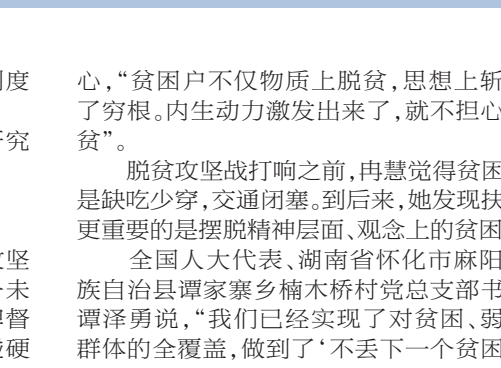 度
究
坚
未
督
硬
心，“贫困户不仅物质上脱贫，思想上斩
了穷根。内生动力激发出来了，就不担心
贫”。
脱贫攻坚战打响之前，冉慧觉得贫困
是缺吃少穿，交通闭塞。到后来，她发现扶
更重要的是摆脱精神层面、观念上的贫困
全国人大代表、湖南省怀化市麻阳
族自治县谭家寨乡楠木桥村党总支部书
谭泽勇说，“我们已经实现了对贫困、弱
群体的全覆盖，做到了‘不丢下一个贫困